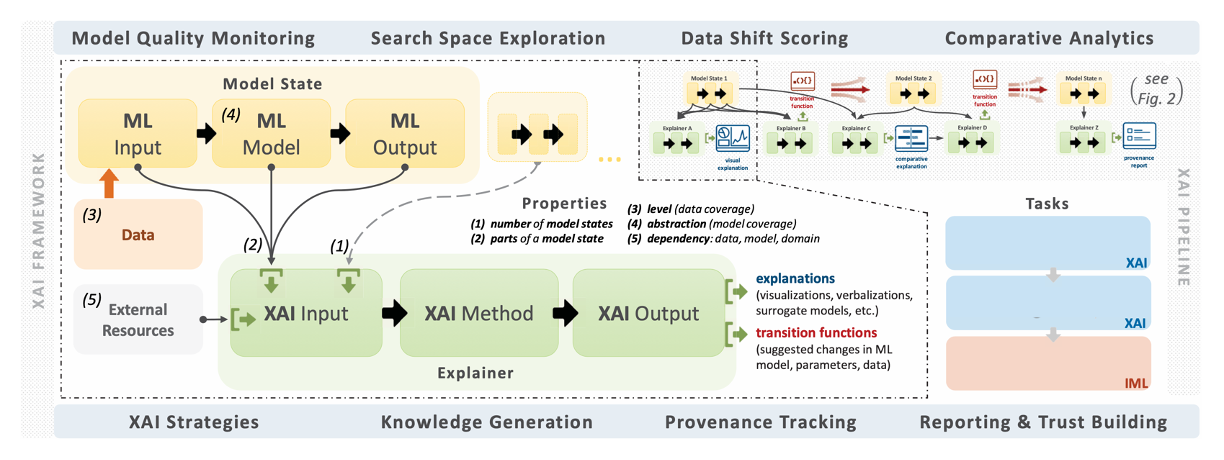 Model Quality Monitoring
Search Space Exploration
Data Shift Scoring
Comparative Analytics
XAI FRAMEWORK
Model State
ML
Input
(4) ML
Model
ML
Output
...
(3)
Data
(2)
(1)
(5)
External
Resources
XAI Input
XAI Method
XAI Output
Explainer
Properties
(1) number of model states
(2) parts of a model state
(3) level (data coverage)
(4) abstraction (model coverage)
(5) dependency: data, model, domain
explanations
(visualizations, verbalizations,
surrogate models, etc.)
transition functions
(suggested changes in ML
model, parameters, data)
Model State 1
Explainer A
visual
explanation
transition
function
Explainer B
Model State 2
Explainer C
comparative
explanation
transition
function
Explainer D
Model State n
Explainer Z
provenance
report
(see
Fig. 2)
XAI PIPELINE
Tasks
XAI
_
XAI
IML
XAI Strategies
Knowledge Generation
Provenance Tracking
Reporting & Trust Building